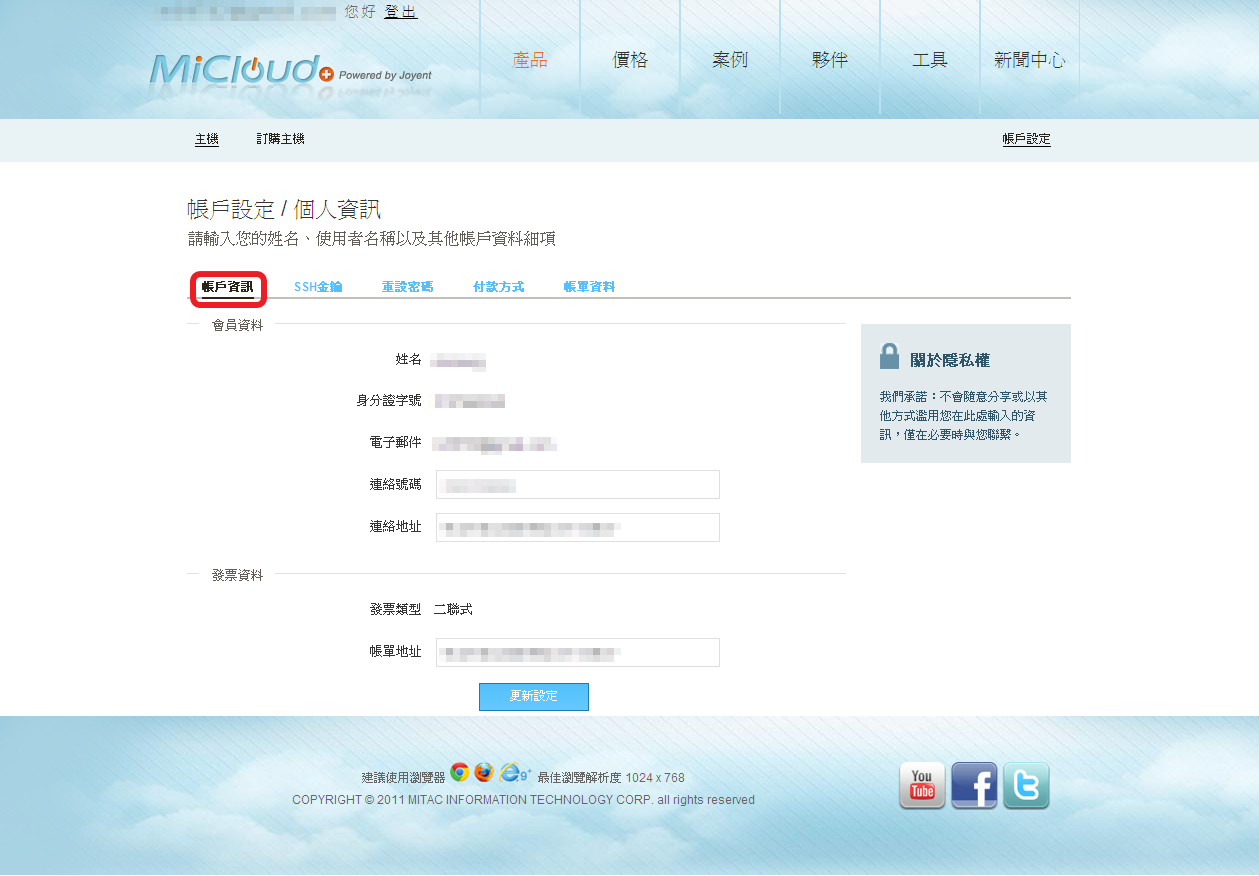 您好 登出
MiCloud Powered by Joyent
產品 價格 案例 夥伴 工具 新聞中心
主機 訂購主機 帳戶設定
帳戶設定 / 個人資訊
請輸入您的姓名、使用者名稱以及其他帳戶資料細項
帳戶資訊 SSH金鑰 重設密碼 付款方式 帳單資料
會員資料
姓名
身分證字號
電子郵件
連絡號碼
連絡地址
關於隱私權
我們承諾：不會隨意分享或以其
他方式濫用您在此處輸入的資
訊，僅在必要時與您聯繫。
發票資料
發票類型 二聯式
帳單地址
更新設定
建議使用瀏覽器 9+ 最佳瀏覽解析度 1024 x 768
COPYRIGHT © 2011 MITAC INFORMATION TECHNOLOGY CORP. all rights reserved
You
Tube